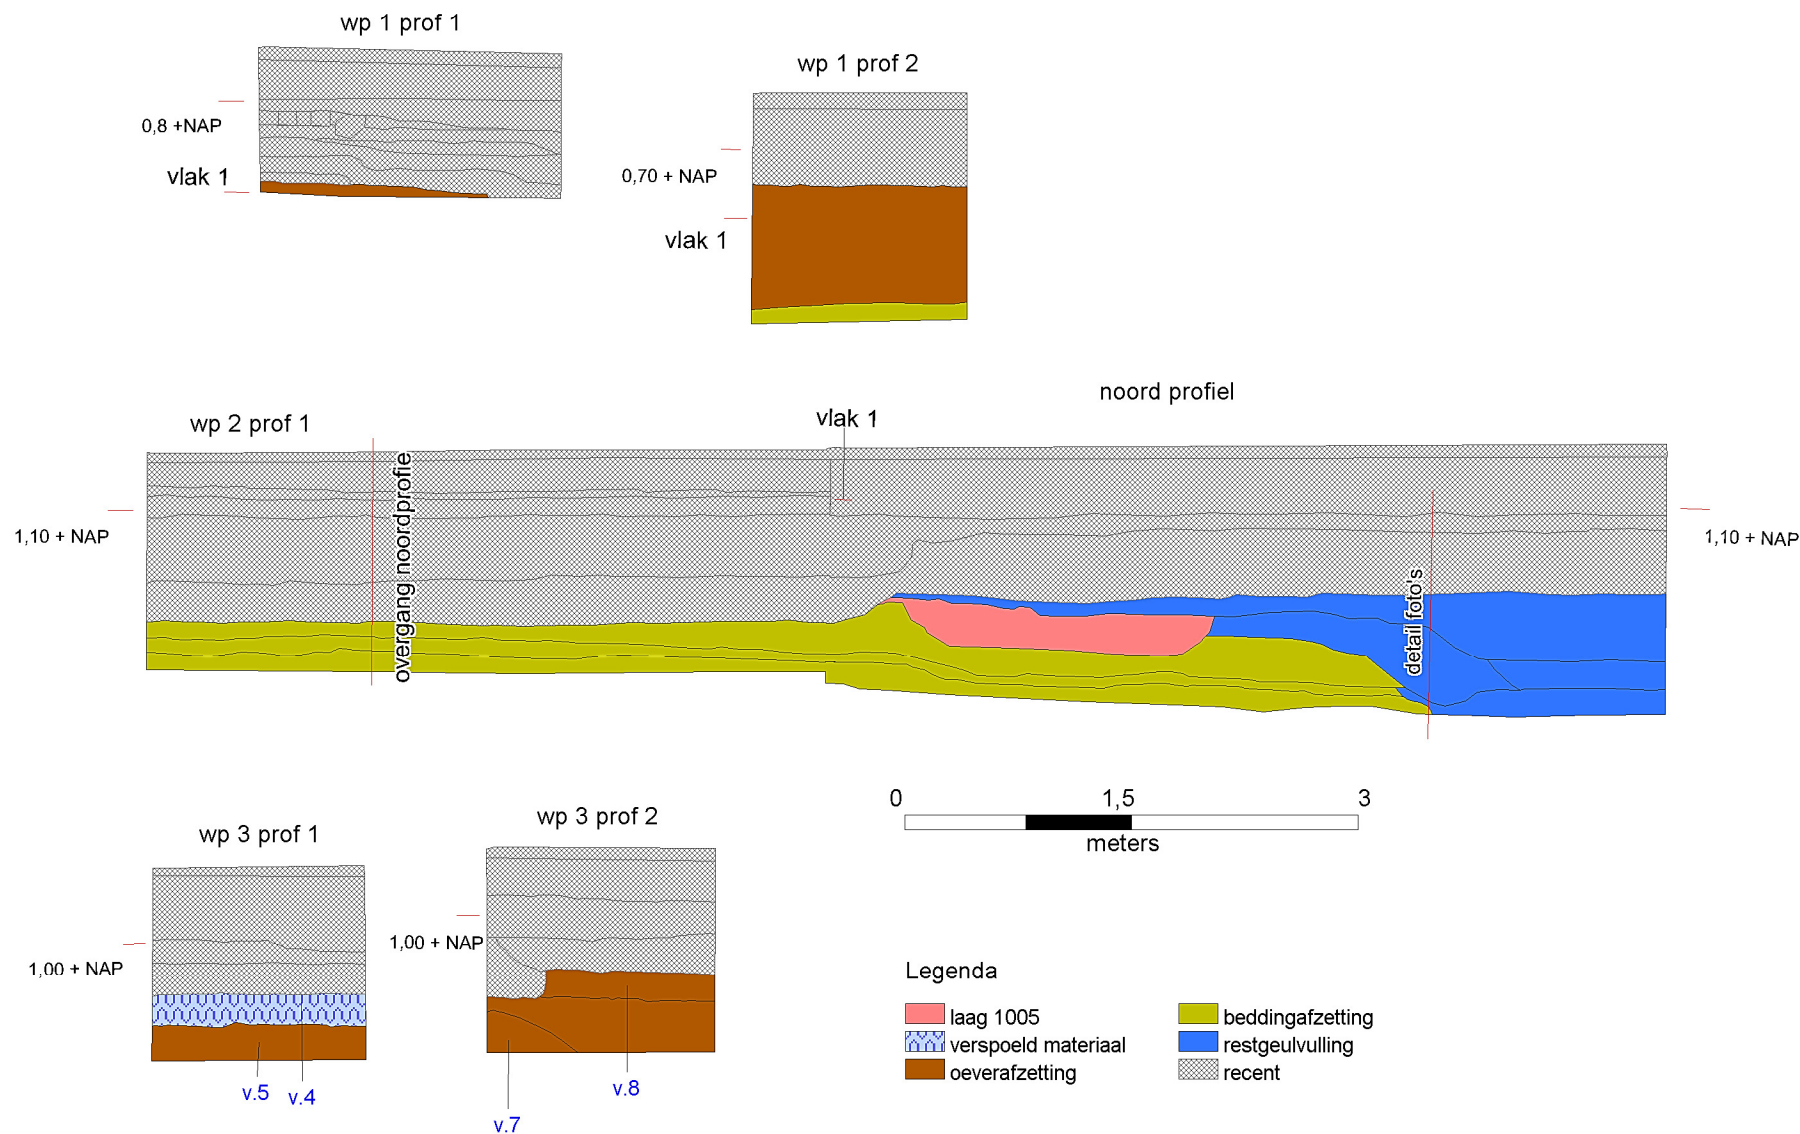 wp 1 prof 1
wp 1 prof 2
0,8 +NAP
vlak 1
0,70 + NAP
vlak 1
noord profiel
wp 2 prof 1
vlak 1
overgang noordprofie
1,10 + NAP
1,10 + NAP
detail foto's
0 1,5 3
meters
wp 3 prof 1
wp 3 prof 2
1,00 + NAP
1,00 + NAP
v.5
v.4
v.8
v.7
Legenda
laag 1005
verspoeld materiaal
oeverafzetting
beddingafzetting
restgeulvulling
recent